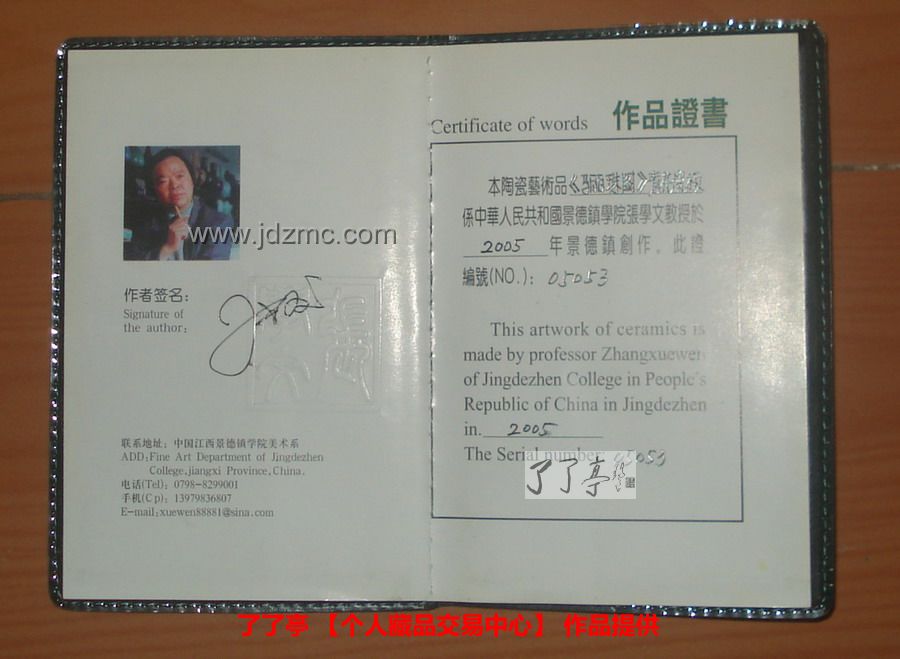 www.jdzmc.com
作者签名:
Signature of
the author:
联系地址: 中国江西景德镇学院美术系
ADD:Fine Art Department of Jingdezhen
College.jiangxi Province,China.
电话(Tel): 0798-8299001
手机(Cp): 13979836807
E-mail:xuewen88881@sina.com
Certificate of words 作品證書
本陶瓷藝術品《
係中華人民共和國景德鎮學院張學文教授於
2005 年景德鎮創作。此證
編號(NO.): 05053
This artwork of ceramics is
made by professor Zhangxuewen
of Jingdezhen College in People's
Republic of China in Jingdezhen
in. 2005
The Serial number: 05053
了了亭
了了亭 【个人藏品交易中心】 作品提供